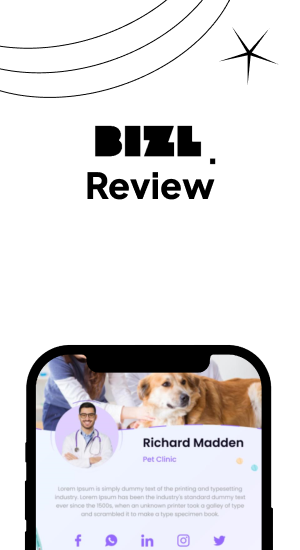 BIZL.
Review
Richard Madden
Pet Clinic
Lorem Ipsum is simply dummy text of the printing and typesetting
industry. Lorem Ipsum has been the industry's standard dummy text
ever since the 1500s, when an unknown printer took a galley of type
and scrambled it to make a type specimen book.